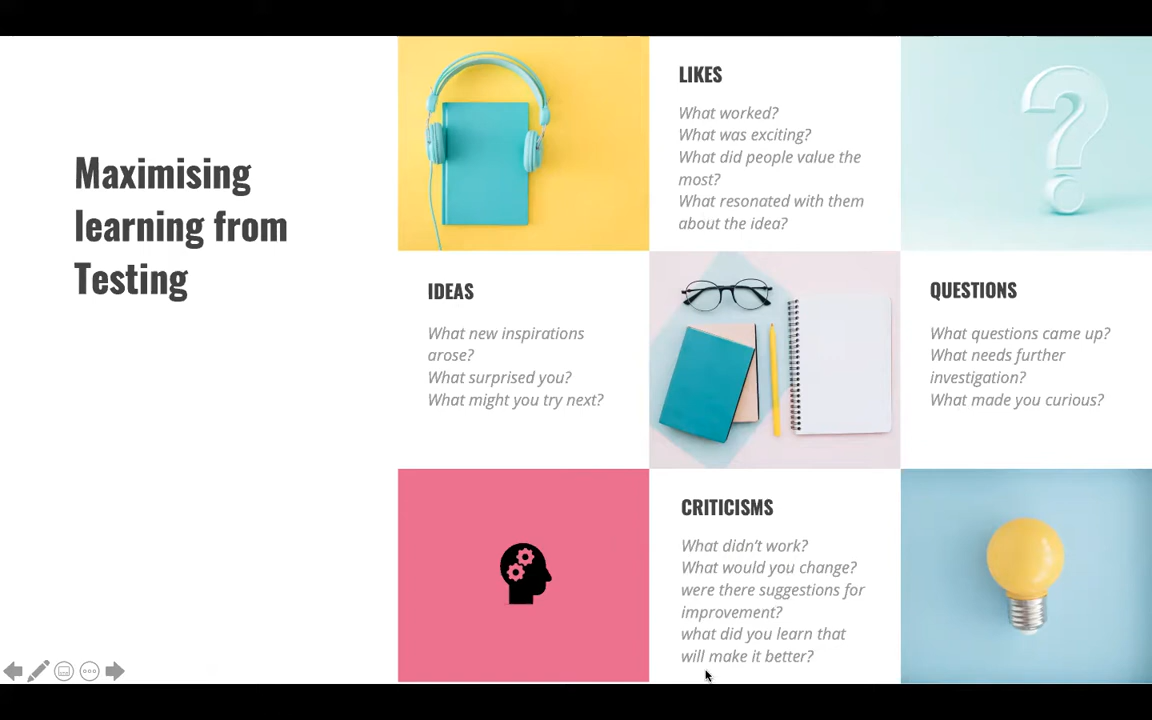 Maximising
learning from
Testing
LIKES
What worked?
What was exciting?
What did people value the
most?
What resonated with them
about the idea?
IDEAS
What new inspirations
arose?
What surprised you?
What might you try next?
QUESTIONS
What questions came up?
What needs further
investigation?
What made you curious?
CRITICISMS
What didn't work?
What would you change?
were there suggestions for
improvement?
what did you learn that
will make it better?